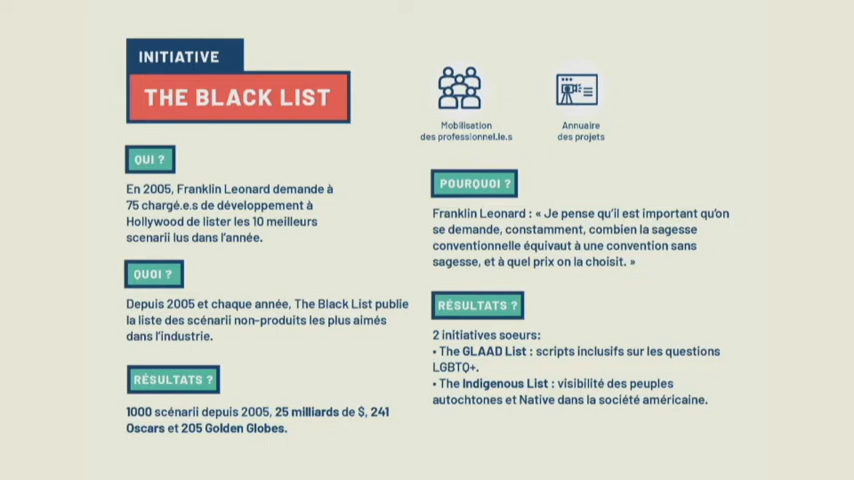 INITIATIVE
THE BLACK LIST
QUI ?
En 2005, Franklin Leonard demande à
75 chargé.e.s de développement à
Hollywood de lister les 10 meilleurs
scenarii lus dans l'année.
QUOI ?
Depuis 2005 et chaque année, The Black List publie
la liste des scénarii non-produits les plus aimés
dans l'industrie.
RÉSULTATS ?
1000 scénarii depuis 2005, 25 milliards de $, 241
Oscars et 205 Golden Globes.
Mobilisation
des professionnel.le.s
Annuaire
des projets
POURQUOI ?
Franklin Leonard : « Je pense qu'il est important qu'on
se demande, constamment, combien la sagesse
conventionnelle équivaut à une convention sans
sagesse, et à quel prix on la choisit. »
RÉSULTATS ?
2 initiatives soeurs:
• The GLAAD List : scripts inclusifs sur les questions
LGBTQ+.
• The Indigenous List : visibilité des peuples
autochtones et Native dans la société américaine.